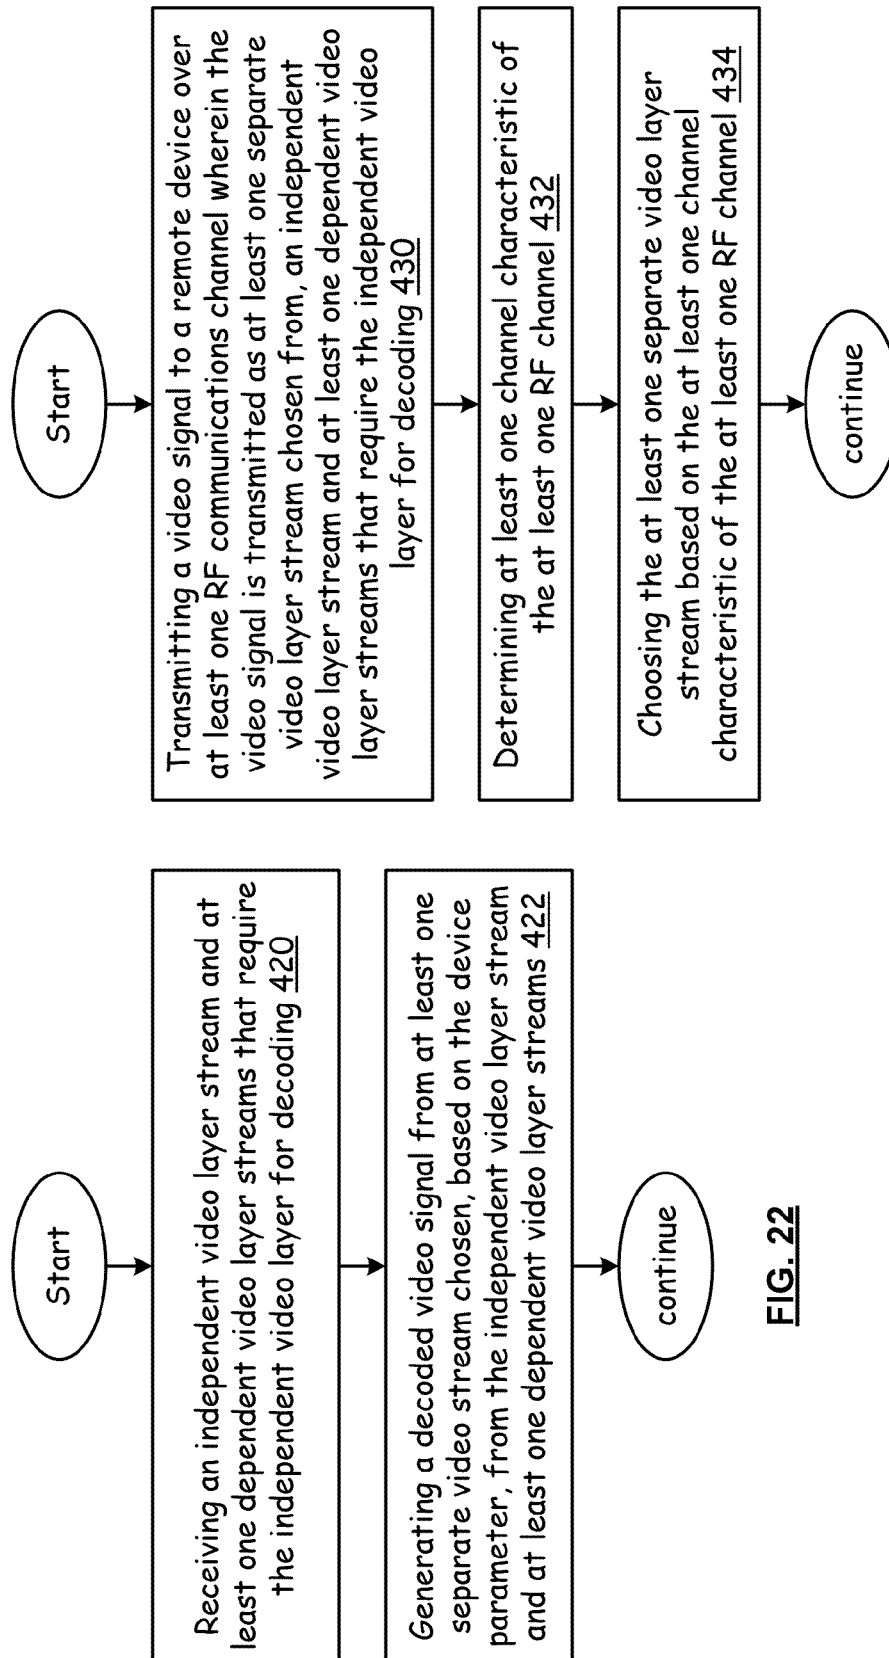 Start
Receiving an independent video layer stream and at
least one dependent video layer streams that require
the independent video layer for decoding 420
Generating a decoded video signal from at least one
separate video stream chosen, based on the device
parameter, from the independent video layer stream
and at least one dependent video layer streams 422
continue
FIG. 22
Start
Transmitting a video signal to a remote device over
at least one RF communications channel wherein the
video signal is transmitted as at least one separate
video layer stream chosen from, an independent
video layer stream and at least one dependent video
layer streams that require the independent video
layer for decoding 430
Determining at least one channel characteristic of
the at least one RF channel 432
Choosing the at least one separate video layer
stream based on the at least one channel
characteristic of the at least one RF channel 434
continue